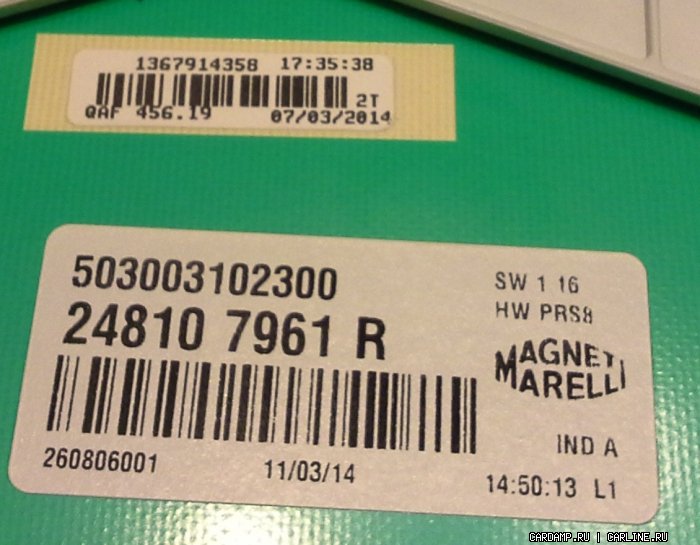 1367914358 17:35:38
2T
QAF 456.19 07/03/2014
503003102300
SW 1 16
24810 7961 R
HW PRS8
MAGNETI
MARELLI
IND A
260806001 11/03/14 14:50:13 L1
CARDAMP.RU | CARLINE.RU